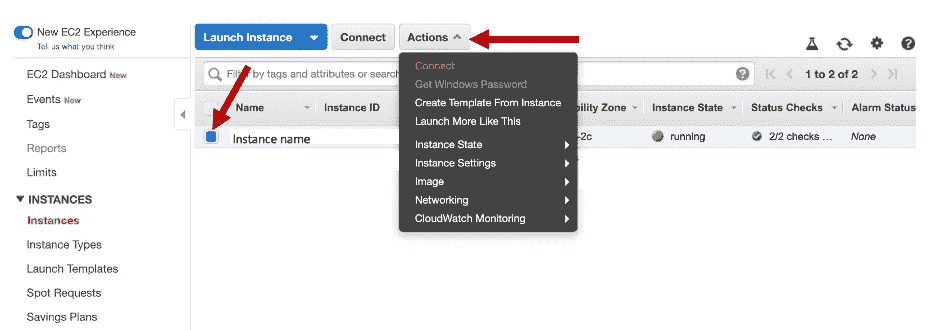 New EC2 Experience
Tell us what you think
EC2 Dashboard New
Events New
Tags
Reports
Limits
INSTANCES
Instances
Instance Types
Launch Templates
Spot Requests
Savings Plans
Launch Instance
Connect
Actions
Filter by tags and attributes or searc
1 to 2 of 2
Name Instance ID bility Zone Instance State Status Checks Alarm Status
Instance name -2c running 2/2 checks ... None
Connect
Get Windows Password
Create Template From Instance
Launch More Like This
Instance State
Instance Settings
Image
Networking
CloudWatch Monitoring